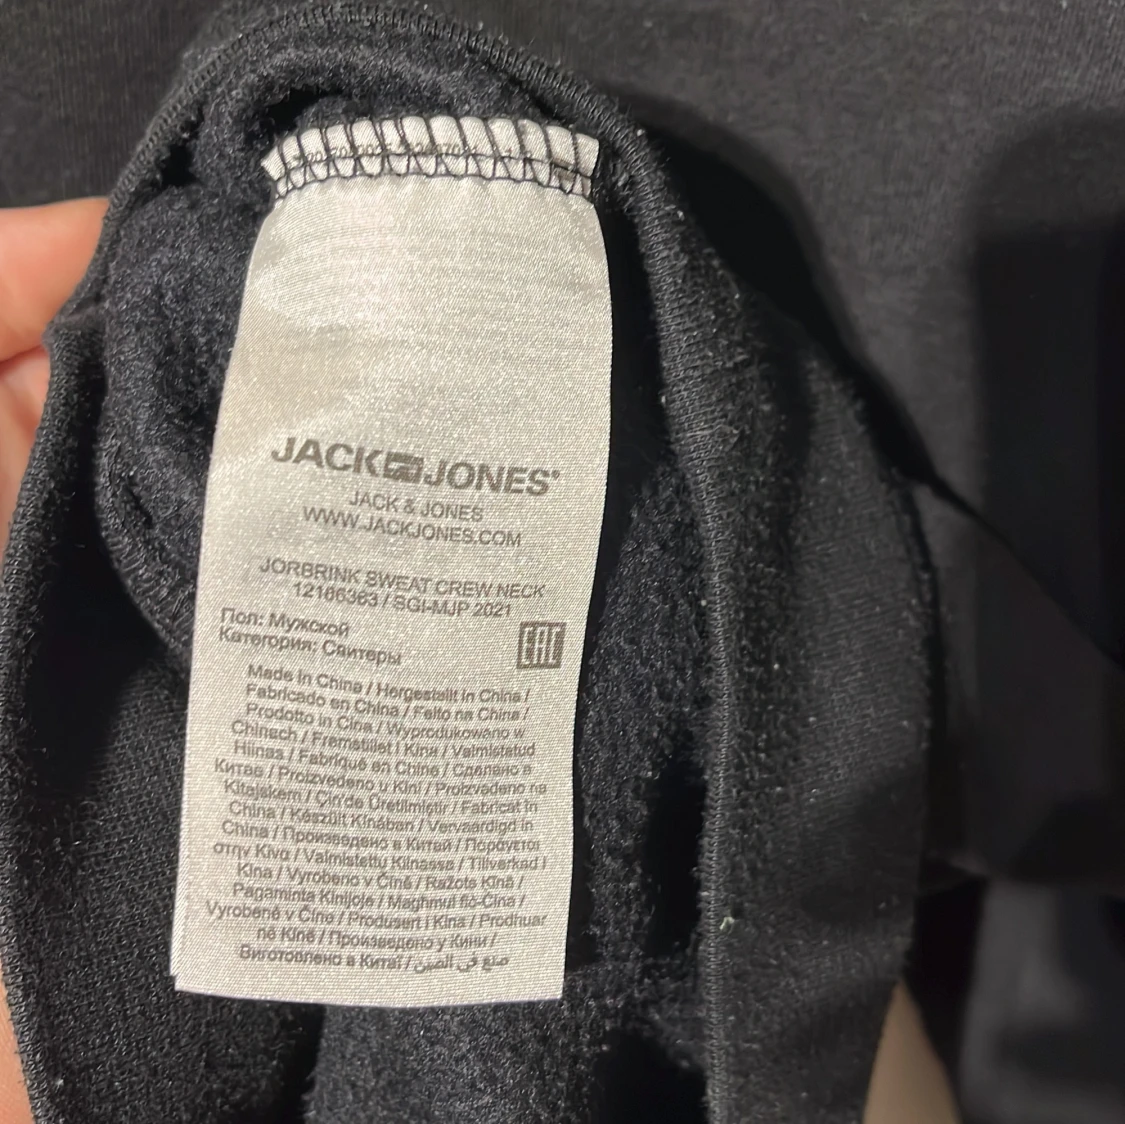 JACK JONES®
JACK & JONES
WWW.JACKJONES.COM
JORBRINK SWEAT CREW NECK
12186363 / SGI-MJP 2021
Пол: Мужской
Категория: Свитеры
EAC
Made in China / Hergestellt in China /
Fabricado en China / Feito na China /
Prodotto in Cina / Wyprodukowano w
Chinach / Fremstillet i Kina / Valmistatud
Hiinas / Fabriqué en Chine / Сделано в
Китае / Proizvedeno u Kini / Proizvedeno na
Kitajskem / Çin'de Üretilmiştir / Fabricat în
China / Készült Kínában / Vervaardigd in
China / Произведено в Китай / Παράγεται
στην Κίνα / Valmistettu Kiinassa / Tillverkad i
Kina / Vyrobeno v Číně / Ražots Ķīnā /
Pagaminta Kinijoje / Maghmul fiċ-Ċina /
Vyrobené v Číne / Produsert i Kina / Prodhuar
në Kinë / Произведено у Кини /
Виготовлено в Китаї / صنع في الصين